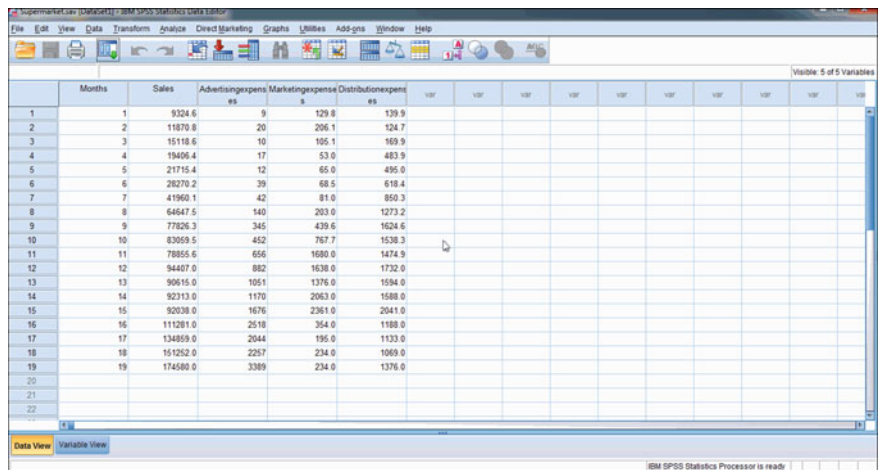 Supermarket.sav [DataSet1] - IBM SPSS Statistics Data Editor
File Edit View Data Transform Analyze Direct Marketing Graphs Utilities Add-ons Window Help
Visible: 5 of 5 Variables
Months Sales Advertisingexpens Marketingexpense Distributionexpens var var var var var var var var var
es s es
1 1 9324.6 9 129.8 139.9
2 2 11870.8 20 206.1 124.7
3 3 15118.6 10 105.1 169.9
4 4 19406.4 17 53.0 483.9
5 5 21715.4 12 65.0 495.0
6 6 28270.2 39 68.5 618.4
7 7 41960.1 42 81.0 850.3
8 8 64647.5 140 203.0 1273.2
9 9 77826.3 345 439.6 1624.6
10 10 83059.5 452 767.7 1538.3
11 11 78855.6 656 1680.0 1474.9
12 12 94407.0 882 1638.0 1732.0
13 13 90615.0 1051 1376.0 1594.0
14 14 92313.0 1170 2063.0 1588.0
15 15 92038.0 1676 2361.0 2041.0
16 16 111281.0 2518 354.0 1188.0
17 17 134859.0 2044 195.0 1133.0
18 18 151252.0 2257 234.0 1069.0
19 19 174580.0 3389 234.0 1376.0
20
21
22
Data View Variable View
IBM SPSS Statistics Processor is ready